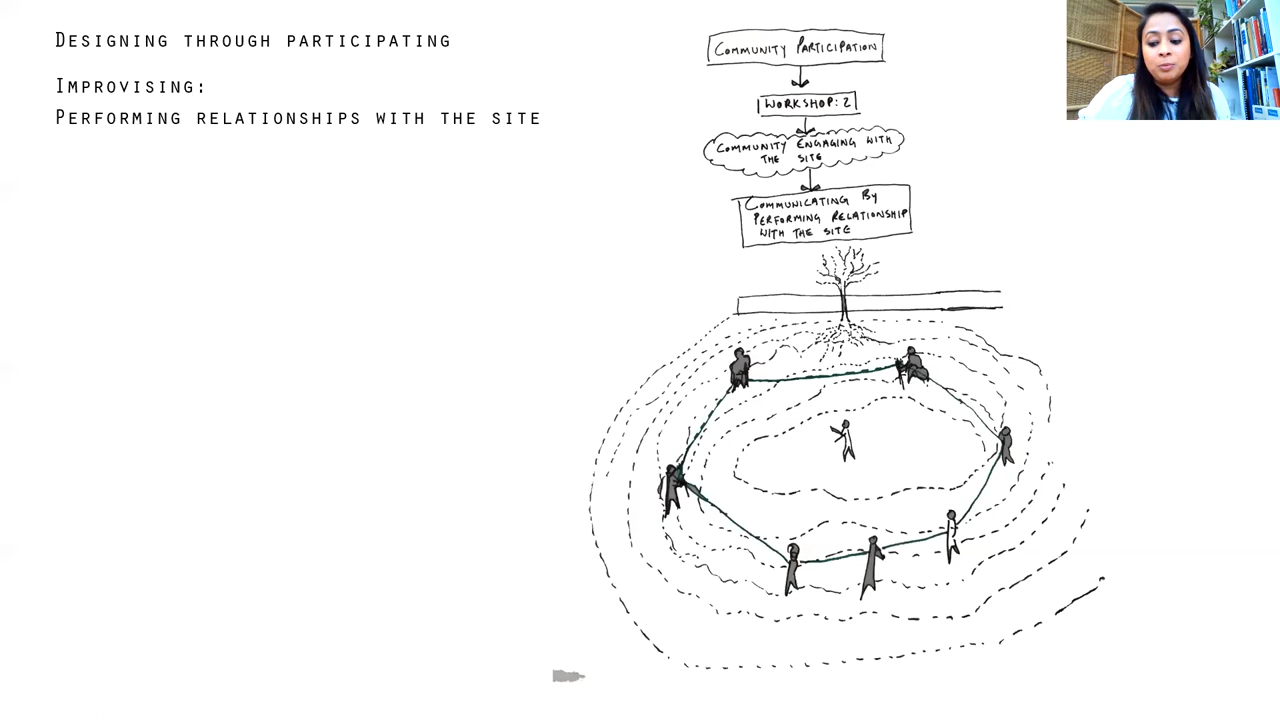 DESIGNING THROUGH PARTICIPATING
IMPROVISING:
PERFORMING RELATIONSHIPS WITH THE SITE
COMMUNITY PARTICIPATION
WORKSHOP: 2
COMMUNITY ENGAGING WITH
THE SITE
COMMUNICATING BY
PERFORMING RELATIONSHIP
WITH THE SITE